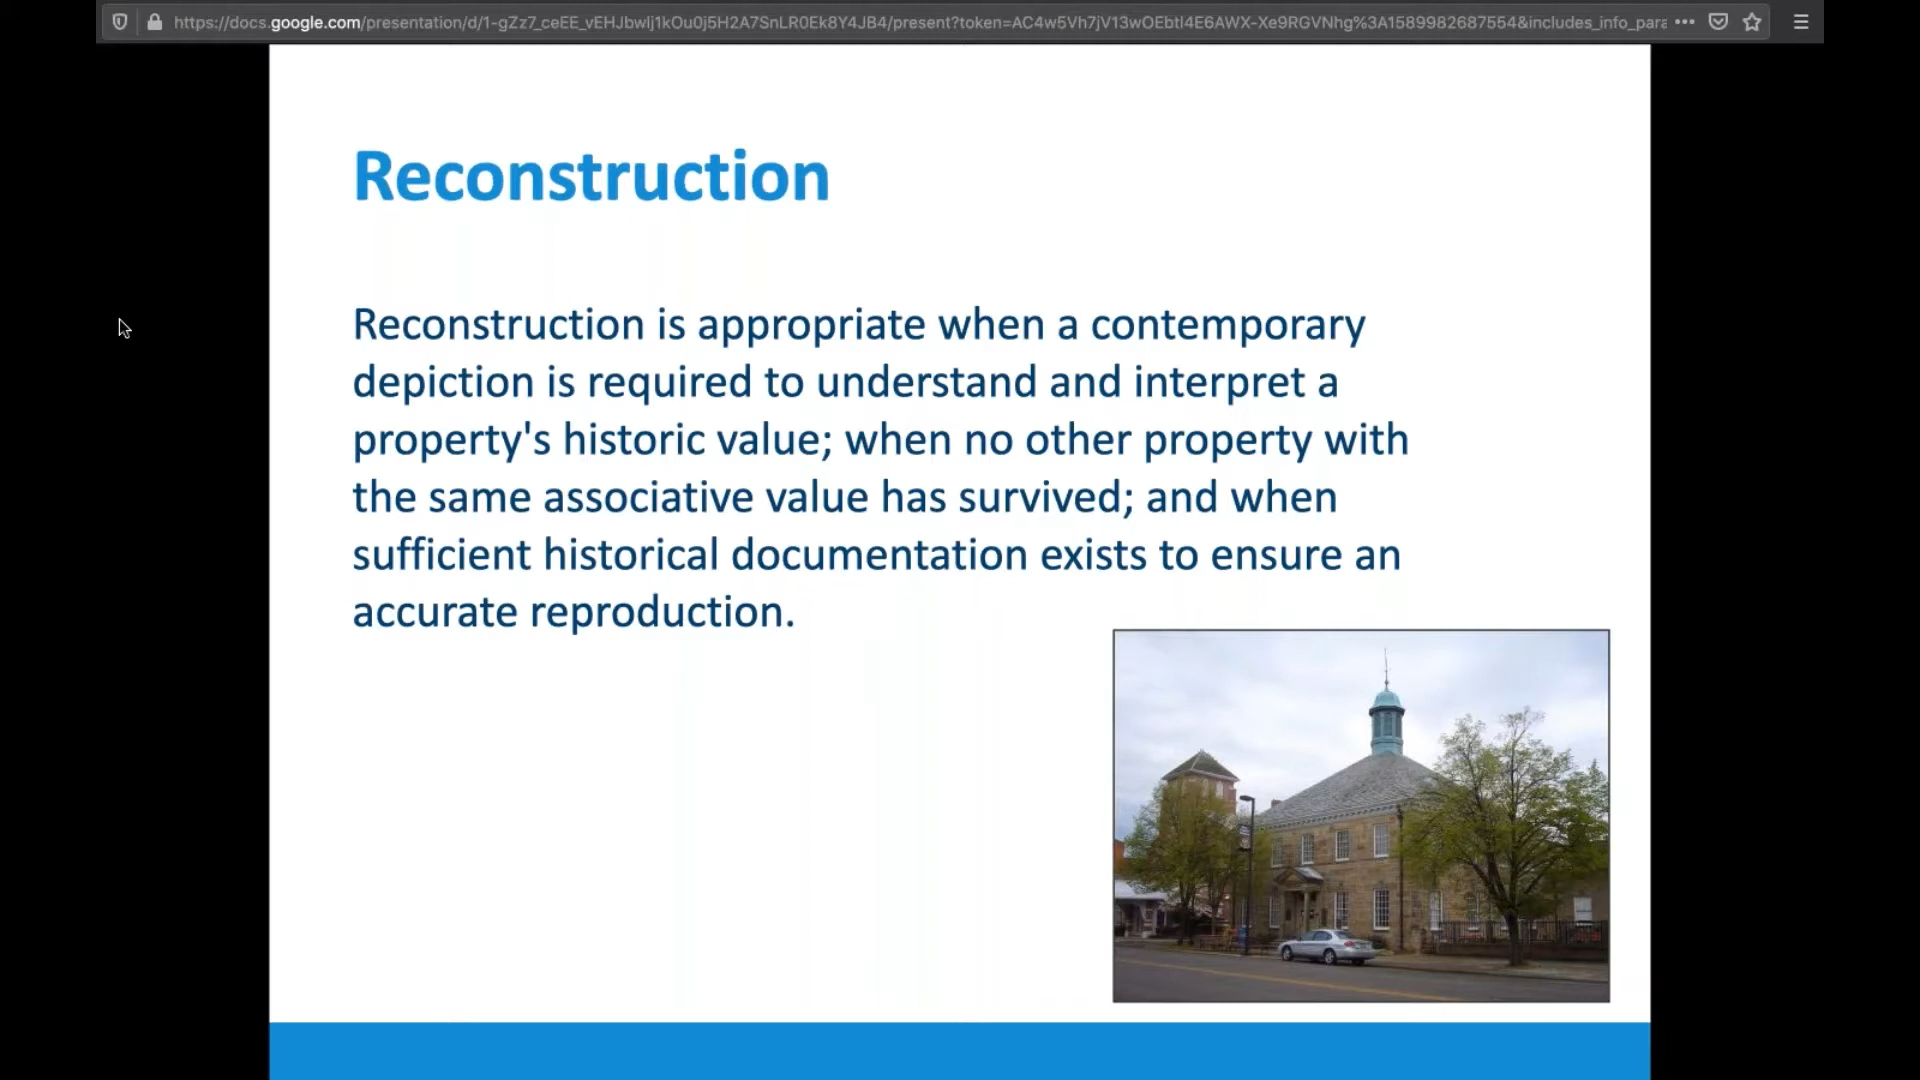 https://docs.google.com/presentation/d/1-gZz7_ceEE_vEHJbwlj1kOu0j5H2A7SnLR0Ek8Y4JB4/present?token=AC4w5Vh7jV13wOEbtI4E6AWX-Xe9RGVNhg%3A1589982687554&includes_info_para
Reconstruction
Reconstruction is appropriate when a contemporary
depiction is required to understand and interpret a
property's historic value; when no other property with
the same associative value has survived; and when
sufficient historical documentation exists to ensure an
accurate reproduction.